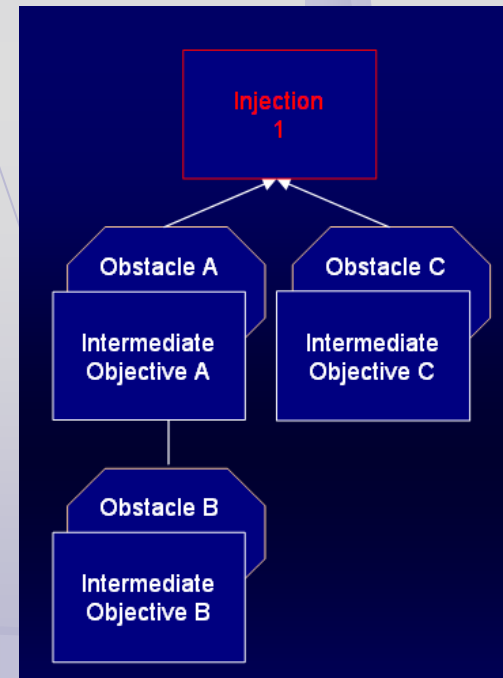 Injection
1
Obstacle A
Intermediate
Objective A
Obstacle C
Intermediate
Objective C
Obstacle B
Intermediate
Objective B